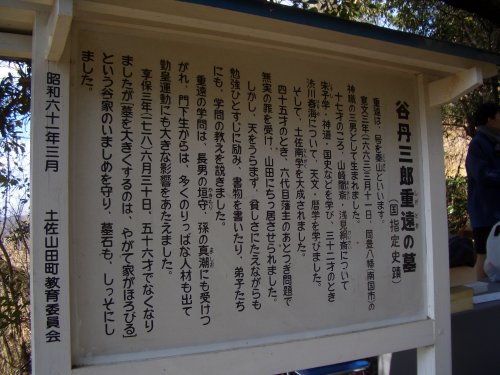 谷丹三郎重遠の墓
（国指定史蹟）
重遠は、号を秦山といいます。
寛文三年（一六六三）三月十一日、岡豊八幡（南国市）の
神職の三男として生まれました。
十七才のころ、山崎闇斎・浅見絅斎について
朱子学、神道、国史などを学び、三十二才のとき
渋川春海について、天文・暦学を学びました。
そして、土佐南学を大成されました。
四十五才のとき、六代目藩主のあとつぎ問題で
無実の罪を受け、山田にちっ居させられました。
しかし、天をうらまず、貧しさにたえながらも
勉強ひとすじに励み、書物を書いたり、弟子たち
にも、学問の教えを説きました。
重遠の学問は、長男の垣守、孫の真潮にも受けつ
がれ、門下生からは、多くのりっぱな人材も出て
勤皇運動にも大きな影響をあたえました。
享保三年（一七一八）六月三十日、五十六才でなくなり
ましたが「墓を大きくするのは、やがて家がほろびる」
という谷家のいましめを守り、墓石も、しっそにし
ました。
昭和六十一年三月　土佐山田町教育委員会